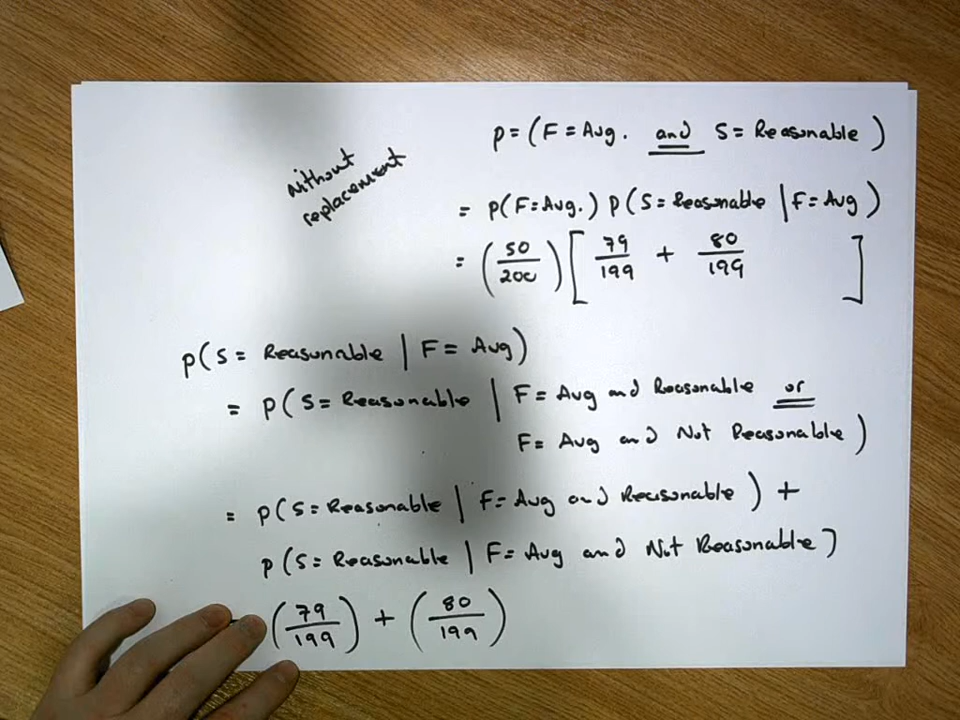 P=(F=Avg. and S=Reasonable)
without
replacement
= P(F=Avg.) P(S=Reasonable | F=Avg)
= (50/200)[79/199 + 80/199]
P(S= Reasonable | F= Avg)
= P(S=Reasonable | F=Avg and Reasonable or
F= Avg and Not Reasonable)
= P(S=Reasonable | F=Avg and Reasonable) +
P(S=Reasonable | F=Avg and Not Reasonable)
(79/199) + (80/199)